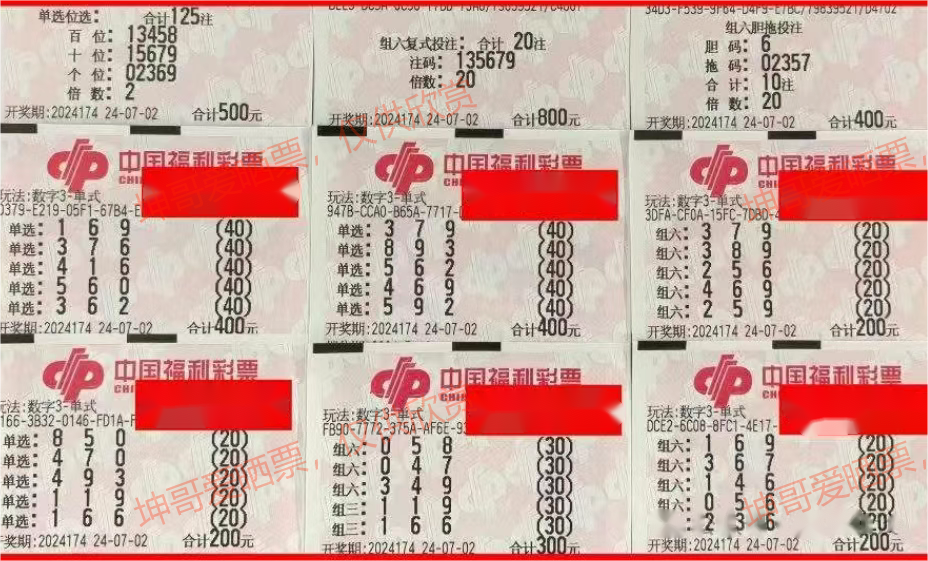 单选位选: 合计125注
百 位: 13458
十 位: 15679
个 位: 02369
倍 数: 2
开奖期: 2024174 24-07-02 合计500元
组六复式投注: 合计 20注
注码: 135679
倍数: 20
开奖期: 2024174 24-07-02 合计800元
34D3-F539-9F64-D4F9-E7BC/79839521/D4702
组六胆拖投注
胆 码: 6
拖 码: 02357
合 计: 10注
倍 数: 20
开奖期: 2024174 24-07-02 合计400元
中国福利彩票
玩法:数字3-单式
D379-E219-05F1-67B4-E
单选: 1 6 9 (40)
单选: 3 7 6 (40)
单选: 4 1 6 (40)
单选: 5 6 0 (40)
单选: 3 6 2 (40)
开奖期: 2024174 24-07-02 合计400元
中国福利彩票
玩法:数字3-单式
947B-CCA0-B65A-7717-
单选: 3 7 9 (40)
单选: 8 9 3 (40)
单选: 5 6 2 (40)
单选: 4 6 9 (40)
单选: 5 9 2 (40)
开奖期: 2024174 24-07-02 合计400元
中国福利彩票
玩法:数字3-单式
3DFA-CF0A-15FC-7DBD-4
组六: 3 7 9 (20)
组六: 3 8 9 (20)
组六: 2 5 6 (20)
组六: 4 6 9 (20)
组六: 2 5 9 (20)
开奖期: 2024174 24-07-02 合计200元
中国福利彩票
玩法:数字3-单式
166-3B32-0146-FD1A-F
单选: 8 5 0 (20)
单选: 4 7 0 (20)
单选: 4 9 3 (20)
单选: 1 1 9 (20)
单选: 1 6 6 (20)
开奖期: 2024174 24-07-02 合计200元
中国福利彩票
玩法:数字3-单式
FB90-7772-375A-AF6E-93
组六: 0 5 8 (30)
组六: 0 4 7 (30)
组六: 3 4 9 (30)
组三: 1 1 9 (30)
组三: 1 6 6 (30)
开奖期: 2024174 24-07-02 合计300元
中国福利彩票
玩法:数字3-单式
DCE2-6C08-8FC1-4E17-
组六: 1 6 9 (20)
组六: 3 6 7 (20)
组六: 1 4 6 (20)
组六: 0 5 6 (20)
2 3 6
开奖期: 2024174 24-07-02 合计200元
坤哥爱晒票,仅供欣赏
坤哥爱晒票
坤哥爱晒票,仅供欣赏
坤哥爱晒票